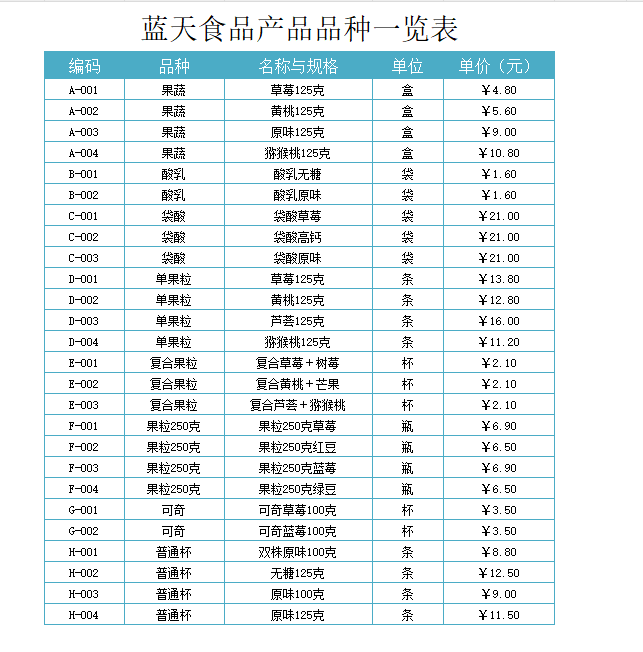 蓝天食品产品品种一览表
编码 品种 名称与规格 单位 单价（元）
A-001 果蔬 草莓125克 盒 ￥4.80
A-002 果蔬 黄桃125克 盒 ￥5.60
A-003 果蔬 原味125克 盒 ￥9.00
A-004 果蔬 猕猴桃125克 盒 ￥10.80
B-001 酸乳 酸乳无糖 袋 ￥1.60
B-002 酸乳 酸乳原味 袋 ￥1.60
C-001 袋酸 袋酸草莓 袋 ￥21.00
C-002 袋酸 袋酸高钙 袋 ￥21.00
C-003 袋酸 袋酸原味 袋 ￥21.00
D-001 单果粒 草莓125克 条 ￥13.80
D-002 单果粒 黄桃125克 条 ￥12.80
D-003 单果粒 芦荟125克 条 ￥16.00
D-004 单果粒 猕猴桃125克 条 ￥11.20
E-001 复合果粒 复合草莓＋树莓 杯 ￥2.10
E-002 复合果粒 复合黄桃＋芒果 杯 ￥2.10
E-003 复合果粒 复合芦荟＋猕猴桃 杯 ￥2.10
F-001 果粒250克 果粒250克草莓 瓶 ￥6.90
F-002 果粒250克 果粒250克红豆 瓶 ￥6.50
F-003 果粒250克 果粒250克蓝莓 瓶 ￥6.90
F-004 果粒250克 果粒250克绿豆 瓶 ￥6.50
G-001 可奇 可奇草莓100克 杯 ￥3.50
G-002 可奇 可奇蓝莓100克 杯 ￥3.50
H-001 普通杯 双株原味100克 条 ￥8.80
H-002 普通杯 无糖125克 条 ￥12.50
H-003 普通杯 原味100克 条 ￥9.00
H-004 普通杯 原味125克 条 ￥11.50